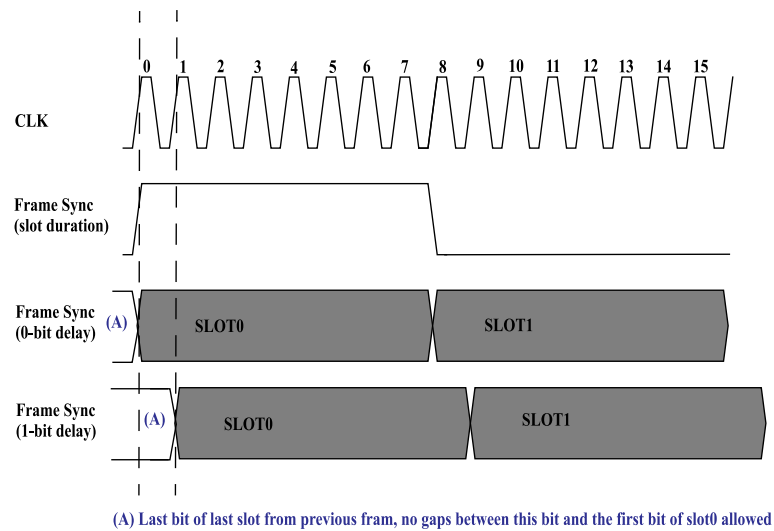 0 1 2 3 4 5 6 7 8 9 10 11 12 13 14 15
CLK
Frame Sync
(slot duration)
Frame Sync
(0-bit delay)
(A)
SLOT0
SLOT1
Frame Sync
(1-bit delay)
(A)
SLOT0
SLOT1
(A) Last bit of last slot from previous fram, no gaps between this bit and the first bit of slot0 allowed